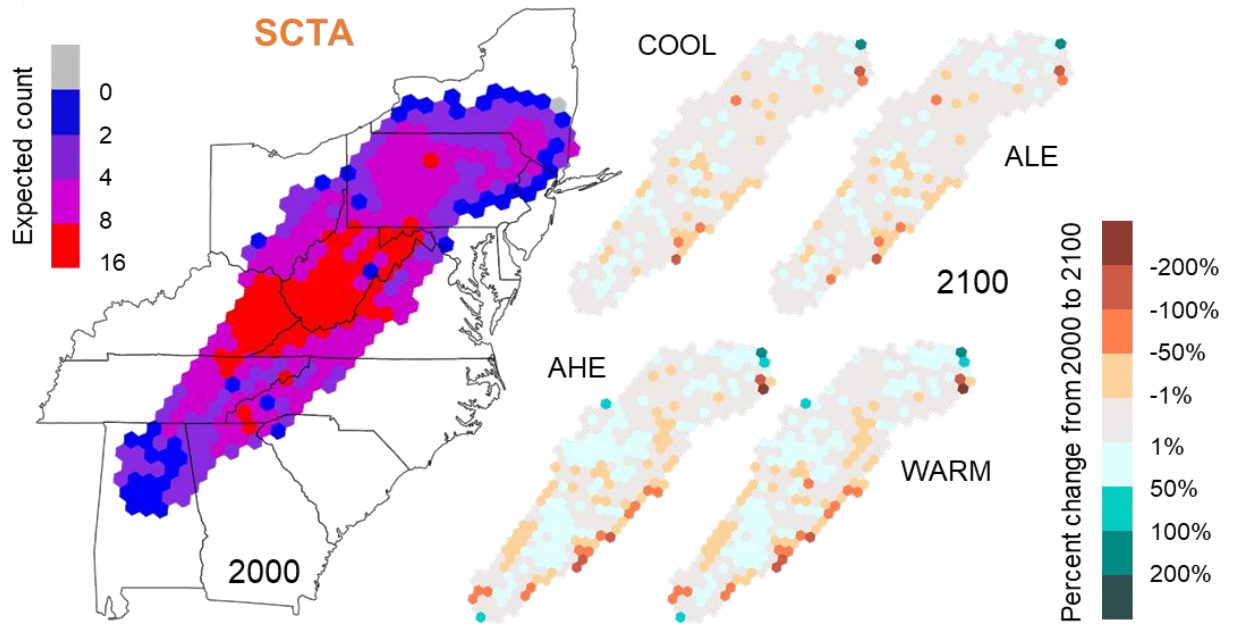 SCTA
Expected count
0
2
4
8
16
2000
COOL
ALE
2100
AHE
WARM
Percent change from 2000 to 2100
-200%
-100%
-50%
-1%
1%
50%
100%
200%